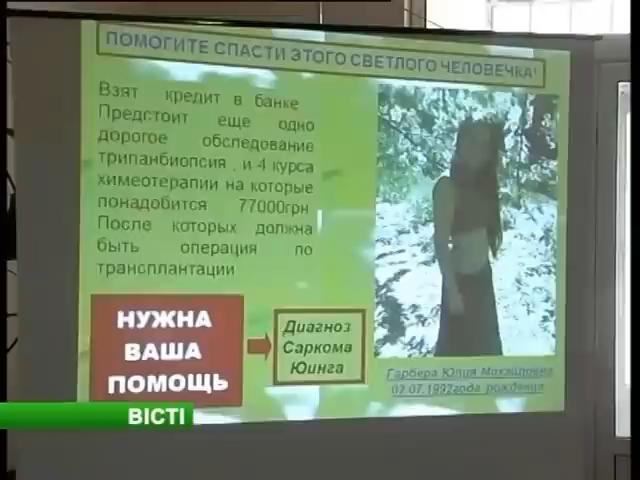 ПОМОГИТЕ СПАСТИ ЭТОГО СВЕТЛОГО ЧЕЛОВЕЧКА!
Взят кредит в банке
Предстоит еще одно
дорогое обследование
трипанбиопсия , и 4 курса
химеотерапии на которые
понадобится 77000грн
После которых должна
быть операция по
трансплантации
НУЖНА
ВАША
ПОМОЩЬ
Диагноз
Саркома
Юинга
Гарбера Юлия Михайловна
02.07.1992года рождения
ВІСТІ